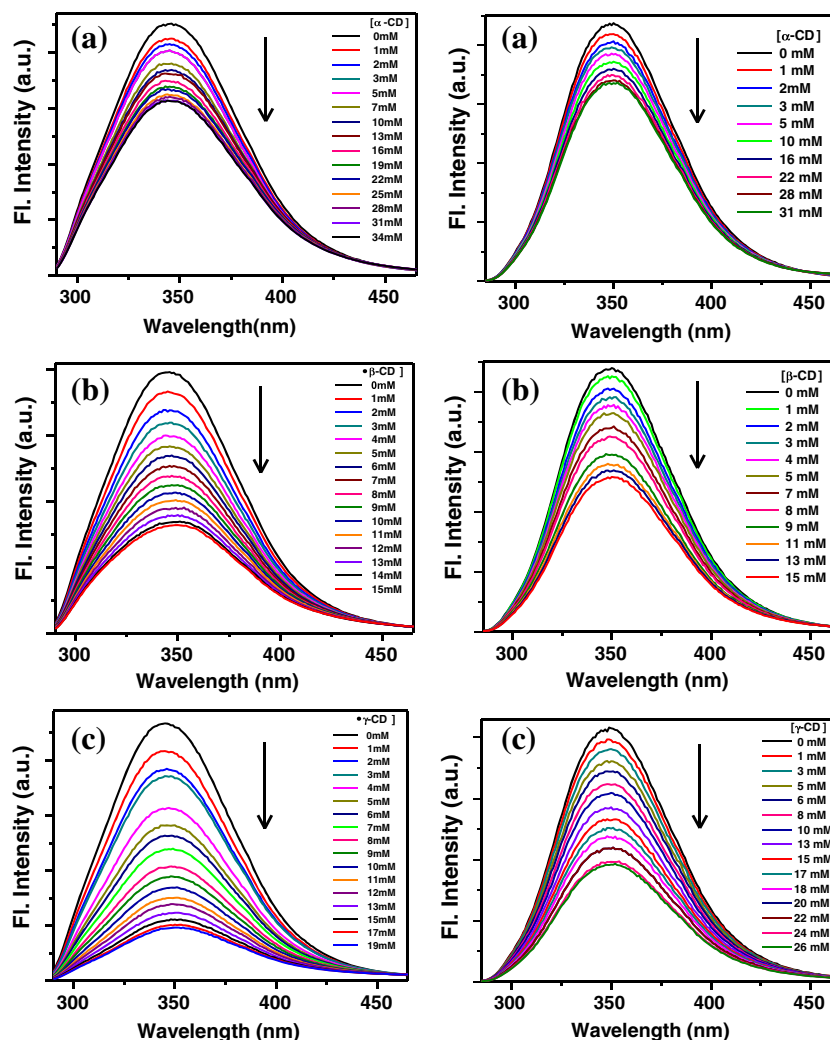 (a)
[α-CD]
0mM
1mM
2mM
3mM
5mM
7mM
10mM
13mM
16mM
19mM
22mM
25mM
28mM
31mM
34mM
Fl. Intensity (a.u.)
300 350 400 450
Wavelength(nm)
(a)
[α-CD]
0 mM
1 mM
2mM
3 mM
5 mM
10 mM
16 mM
22 mM
28 mM
31 mM
Fl. Intensity (a.u.)
300 350 400 450
Wavelength (nm)
(b)
•β-CD]
0mM
1mM
2mM
3mM
4mM
5mM
6mM
7mM
8mM
9mM
10mM
11mM
12mM
13mM
14mM
15mM
Fl. Intensity (a.u.)
300 350 400 450
Wavelength (nm)
(b)
[β-CD]
0 mM
1 mM
2 mM
3 mM
4 mM
5 mM
7 mM
8 mM
9 mM
11 mM
13 mM
15 mM
Fl. Intensity (a.u.)
300 350 400 450
Wavelength (nm)
(c)
•γ-CD]
0mM
1mM
2mM
3mM
4mM
5mM
6mM
7mM
8mM
9mM
10mM
11mM
12mM
13mM
15mM
17mM
19mM
Fl. Intensity (a.u.)
300 350 400 450
Wavelength (nm)
(c)
[γ-CD]
0 mM
1 mM
3 mM
5 mM
6 mM
8 mM
10 mM
13 mM
15 mM
17 mM
18 mM
20 mM
22 mM
24 mM
26 mM
Fl. Intensity (a.u.)
300 350 400 450
Wavelength (nm)